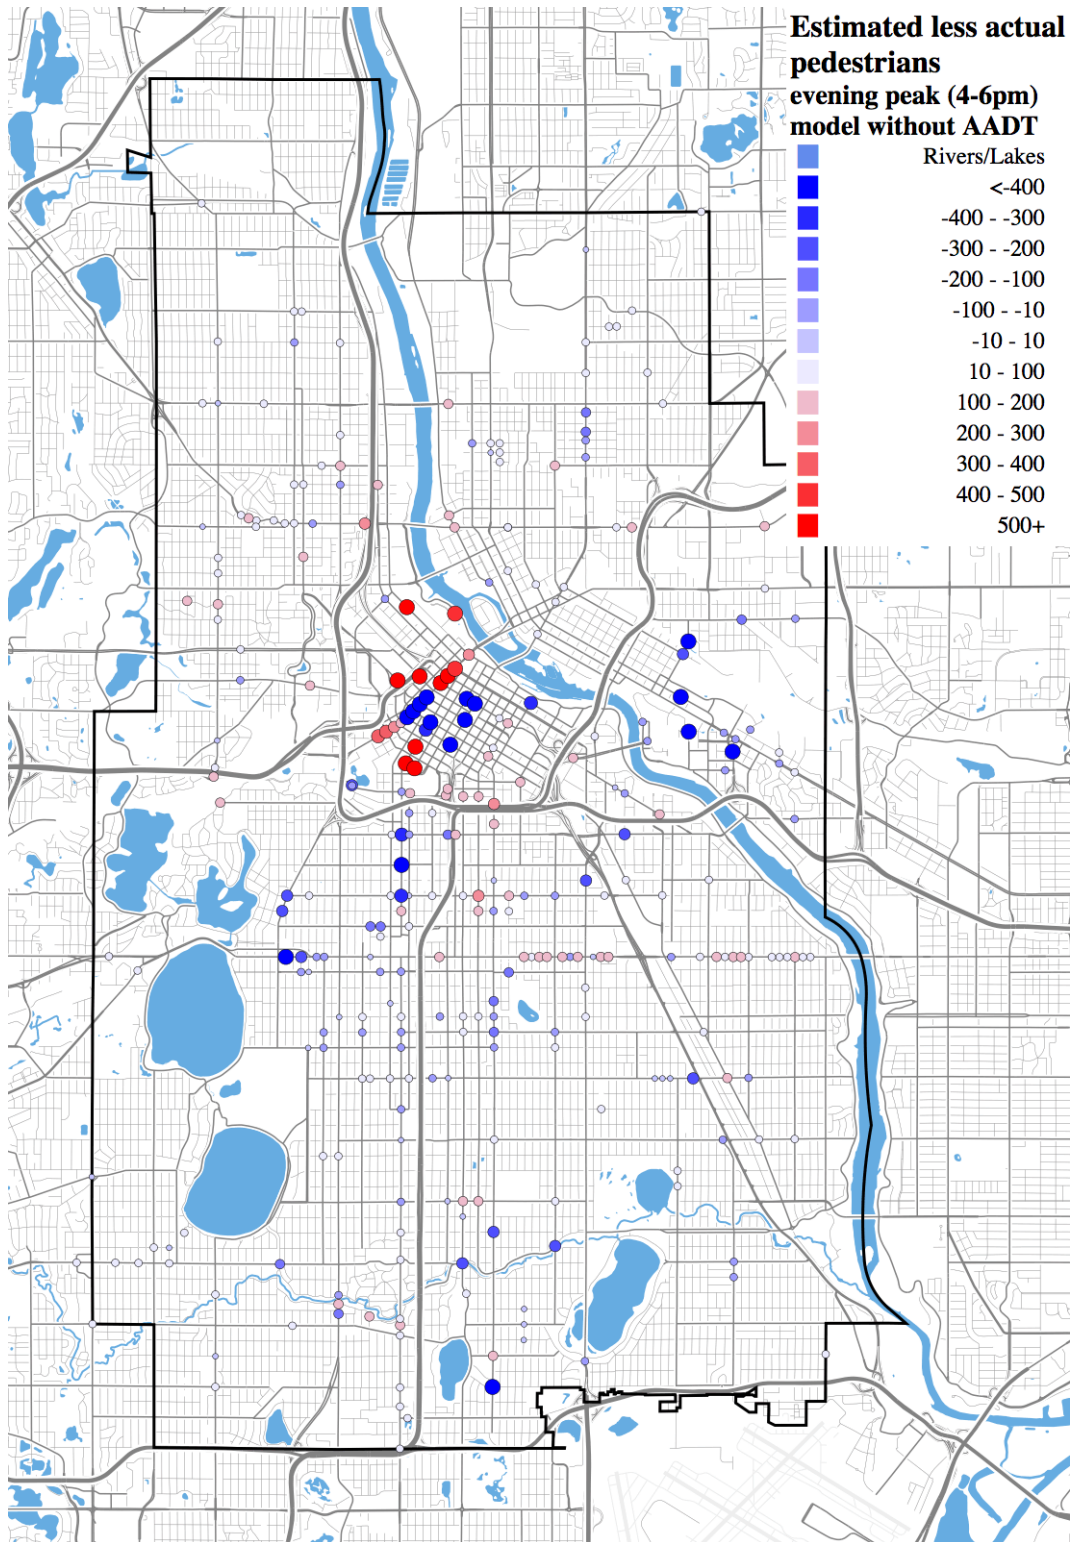 Estimated less actual
pedestrians
evening peak (4-6pm)
model without AADT
Rivers/Lakes
<-400
-400 - -300
-300 - -200
-200 - -100
-100 - -10
-10 - 10
10 - 100
100 - 200
200 - 300
300 - 400
400 - 500
500+